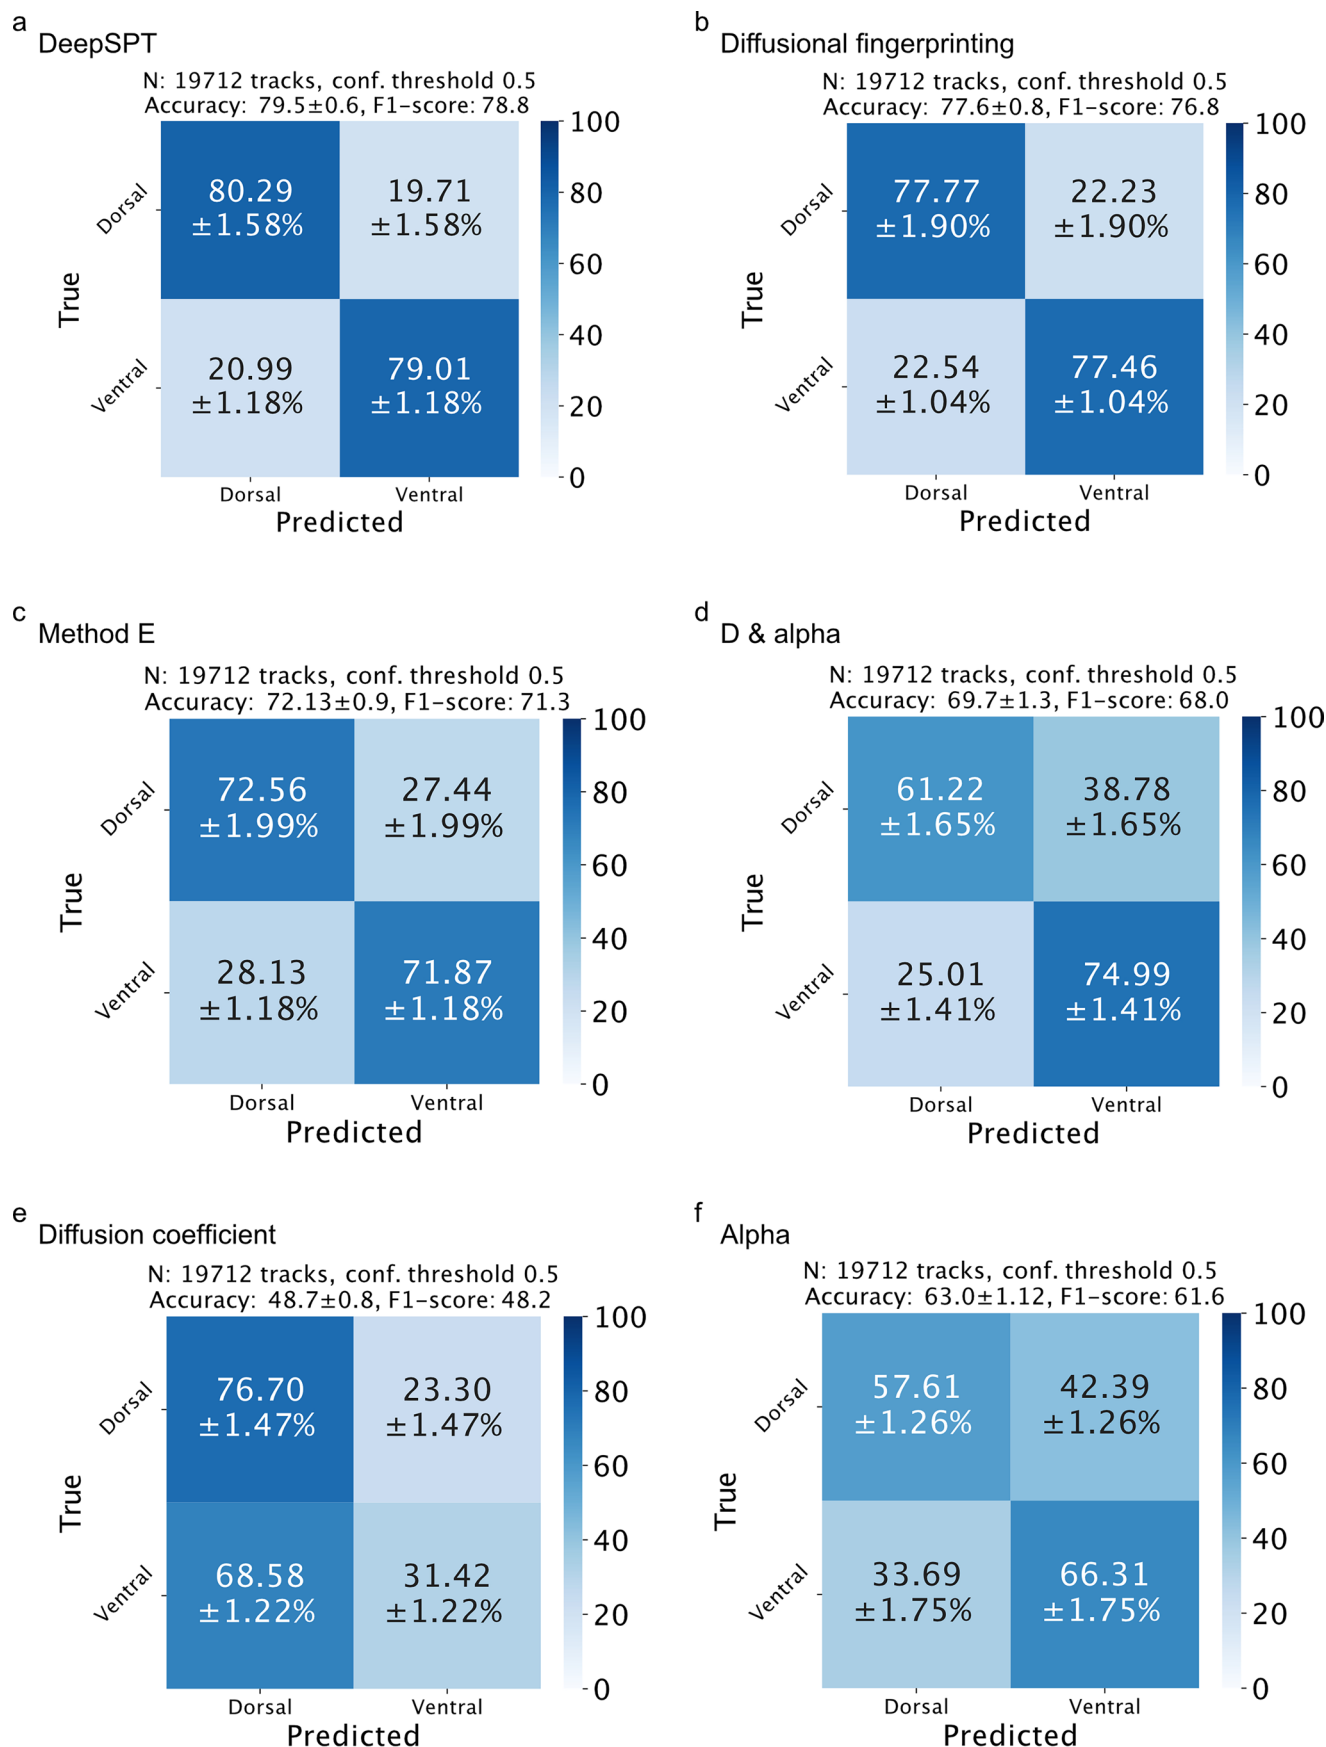 a
DeepSPT
N: 19712 tracks, conf. threshold 0.5
Accuracy: 79.5±0.6, F1-score: 78.8
80.29
±1.58%
19.71
±1.58%
20.99
±1.18%
79.01
±1.18%
Dorsal
Ventral
True
Dorsal
Ventral
Predicted
100
80
60
40
20
0
b
Diffusional fingerprinting
N: 19712 tracks, conf. threshold 0.5
Accuracy: 77.6±0.8, F1-score: 76.8
77.77
±1.90%
22.23
±1.90%
22.54
±1.04%
77.46
±1.04%
Dorsal
Ventral
True
Dorsal
Ventral
Predicted
100
80
60
40
20
0
c
Method E
N: 19712 tracks, conf. threshold 0.5
Accuracy: 72.13±0.9, F1-score: 71.3
72.56
±1.99%
27.44
±1.99%
28.13
±1.18%
71.87
±1.18%
Dorsal
Ventral
True
Dorsal
Ventral
Predicted
100
80
60
40
20
0
d
D & alpha
N: 19712 tracks, conf. threshold 0.5
Accuracy: 69.7±1.3, F1-score: 68.0
61.22
±1.65%
38.78
±1.65%
25.01
±1.41%
74.99
±1.41%
Dorsal
Ventral
True
Dorsal
Ventral
Predicted
100
80
60
40
20
0
e
Diffusion coefficient
N: 19712 tracks, conf. threshold 0.5
Accuracy: 48.7±0.8, F1-score: 48.2
76.70
±1.47%
23.30
±1.47%
68.58
±1.22%
31.42
±1.22%
Dorsal
Ventral
True
Dorsal
Ventral
Predicted
100
80
60
40
20
0
f
Alpha
N: 19712 tracks, conf. threshold 0.5
Accuracy: 63.0±1.12, F1-score: 61.6
57.61
±1.26%
42.39
±1.26%
33.69
±1.75%
66.31
±1.75%
Dorsal
Ventral
True
Dorsal
Ventral
Predicted
100
80
60
40
20
0